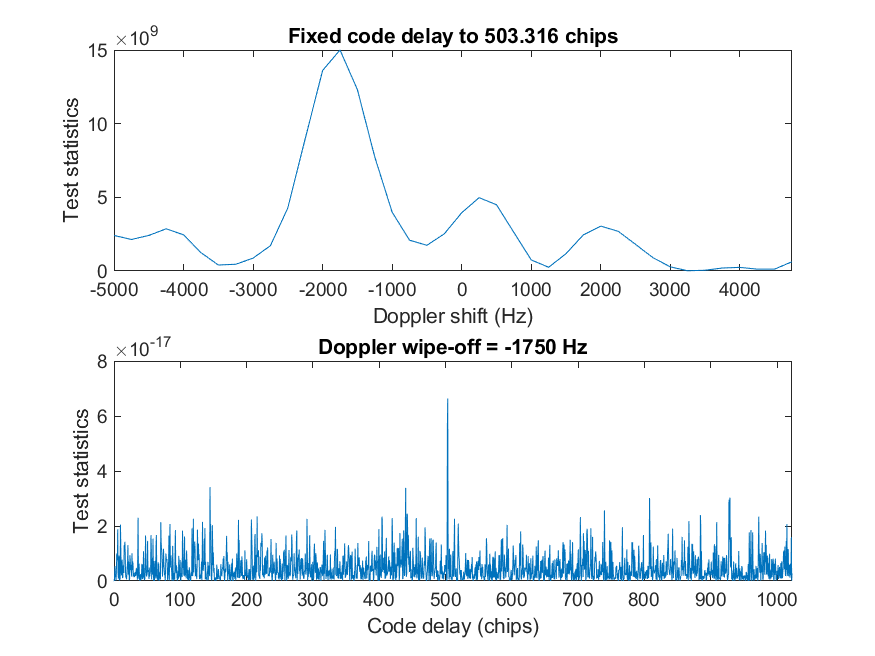 ×10⁹
Fixed code delay to 503.316 chips
15
10
5
0
Test statistics
-5000 -4000 -3000 -2000 -1000 0 1000 2000 3000 4000
Doppler shift (Hz)
×10⁻¹⁷
Doppler wipe-off = -1750 Hz
8
6
4
2
0
Test statistics
0 100 200 300 400 500 600 700 800 900 1000
Code delay (chips)